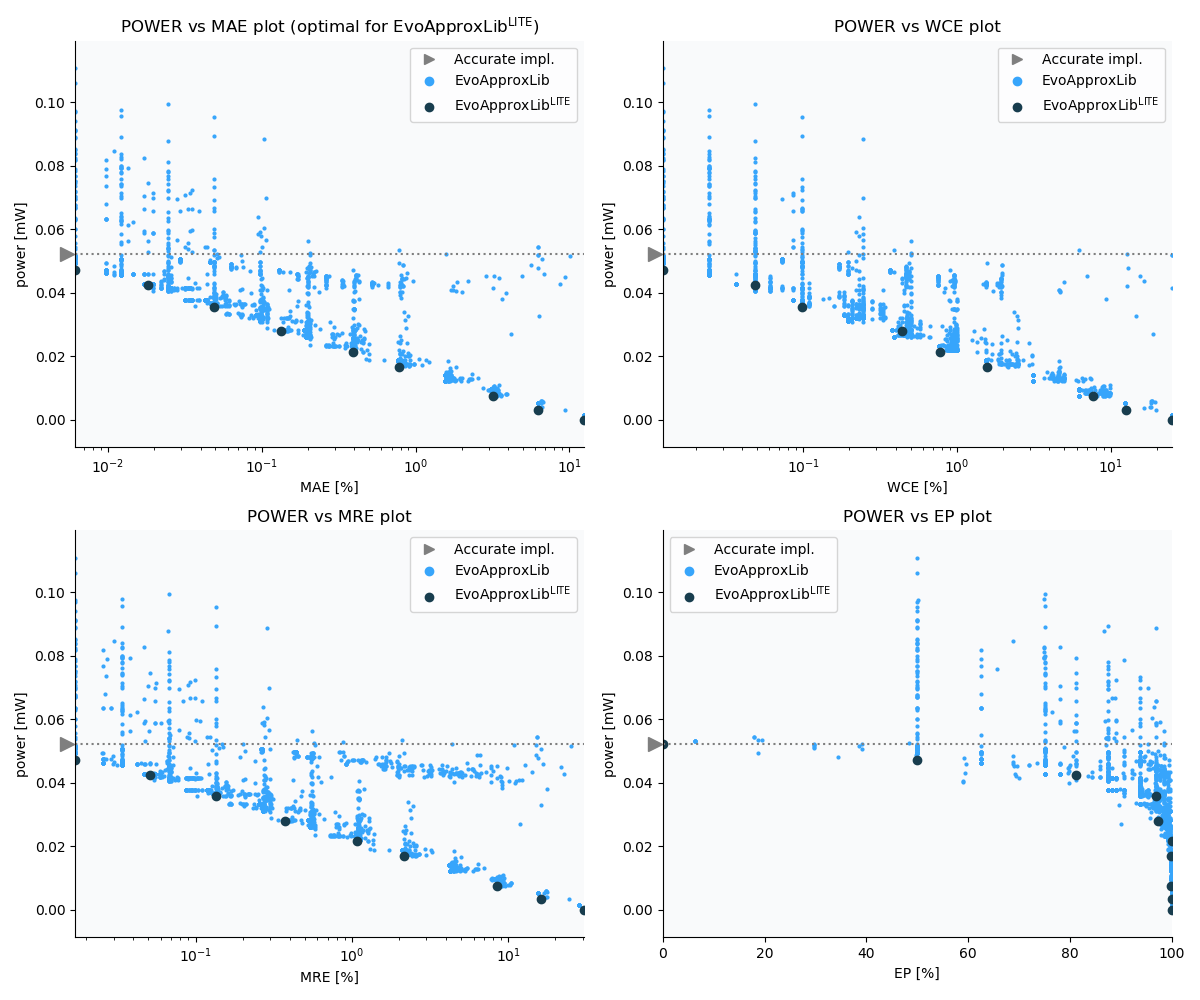 POWER vs MAE plot (optimal for EvoApproxLib^LITE)
Accurate impl.
EvoApproxLib
EvoApproxLib^LITE
power [mW]
0.10
0.08
0.06
0.04
0.02
0.00
10^−2
10^−1
10^0
10^1
MAE [%]
POWER vs WCE plot
Accurate impl.
EvoApproxLib
EvoApproxLib^LITE
power [mW]
0.10
0.08
0.06
0.04
0.02
0.00
10^−1
10^0
10^1
WCE [%]
POWER vs MRE plot
Accurate impl.
EvoApproxLib
EvoApproxLib^LITE
power [mW]
0.10
0.08
0.06
0.04
0.02
0.00
10^−1
10^0
10^1
MRE [%]
POWER vs EP plot
Accurate impl.
EvoApproxLib
EvoApproxLib^LITE
power [mW]
0.10
0.08
0.06
0.04
0.02
0.00
0
20
40
60
80
100
EP [%]